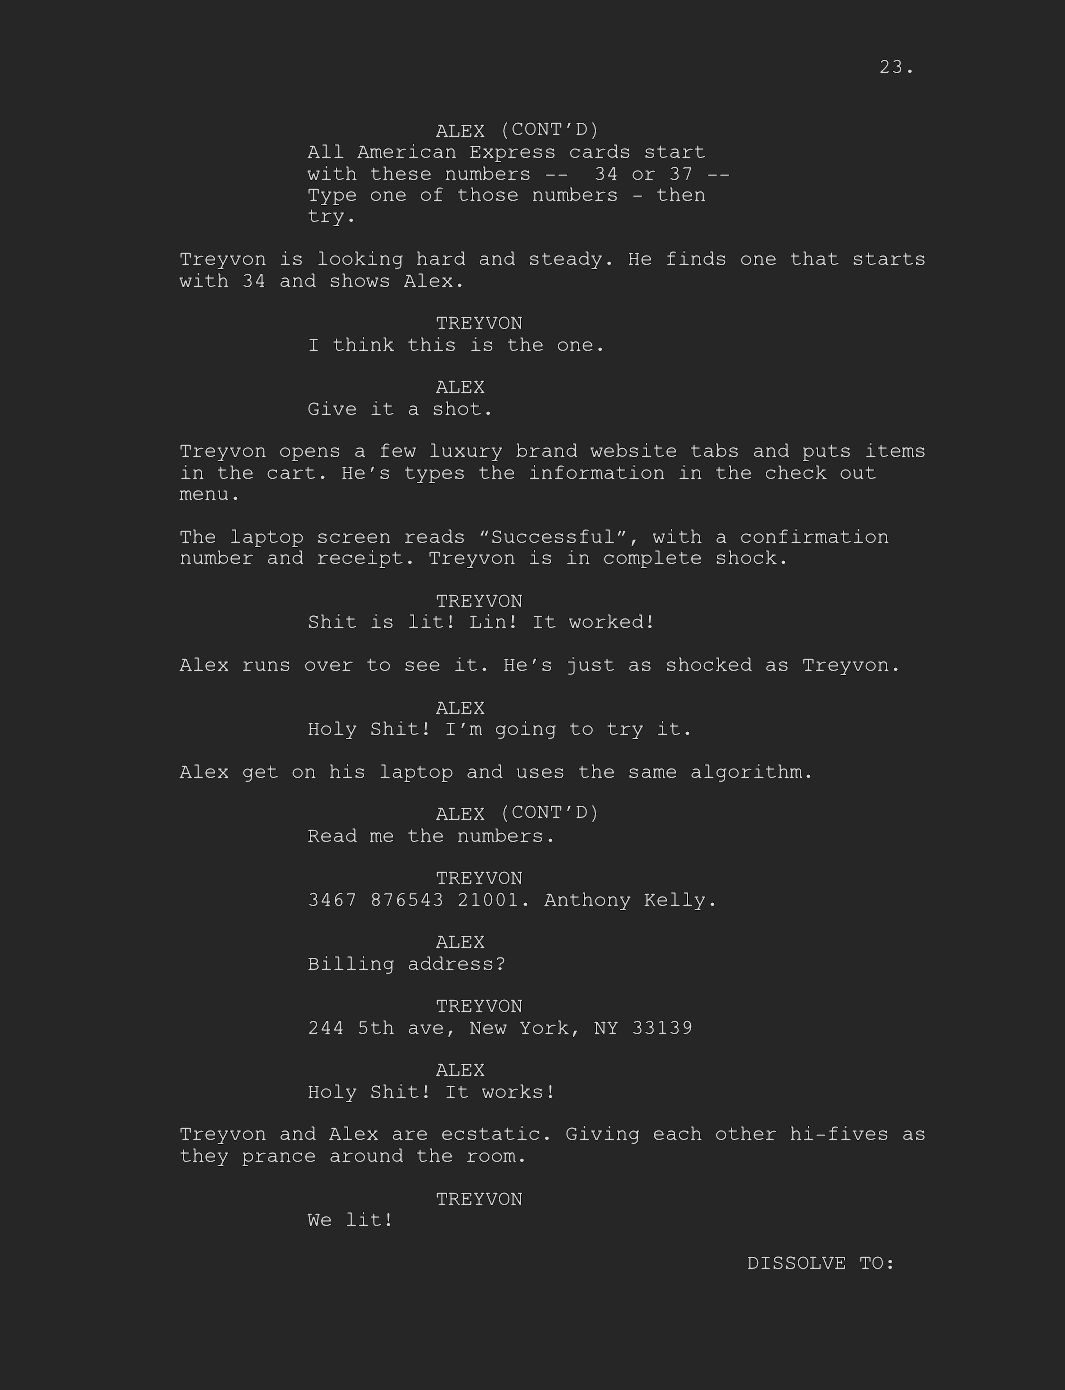 23.
ALEX (CONT'D)
All American Express cards start
with these numbers -- 34 or 37 --
Type one of those numbers - then
try.
Treyvon is looking hard and steady. He finds one that starts
with 34 and shows Alex.
TREYVON
I think this is the one.
ALEX
Give it a shot.
Treyvon opens a few luxury brand website tabs and puts items
in the cart. He's types the information in the check out
menu.
The laptop screen reads “Successful”, with a confirmation
number and receipt. Treyvon is in complete shock.
TREYVON
Shit is lit! Lin! It worked!
Alex runs over to see it. He's just as shocked as Treyvon.
ALEX
Holy Shit! I'm going to try it.
Alex get on his laptop and uses the same algorithm.
ALEX (CONT'D)
Read me the numbers.
TREYVON
3467 876543 21001. Anthony Kelly.
ALEX
Billing address?
TREYVON
244 5th ave, New York, NY 33139
ALEX
Holy Shit! It works!
Treyvon and Alex are ecstatic. Giving each other hi-fives as
they prance around the room.
TREYVON
We lit!
DISSOLVE TO: